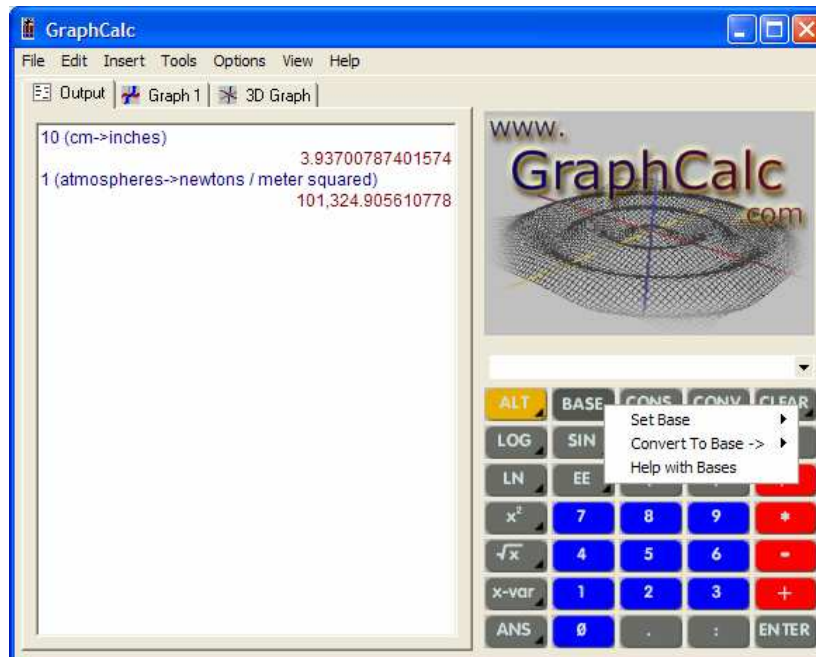 GraphCalc
File Edit Insert Tools Options View Help
Output Graph 1 3D Graph
10 (cm->inches)
3.93700787401574
1 (atmospheres->newtons / meter squared)
101,324.905610778
www.
GraphCalc
.com
ALT BASE CONS CONV CLEAR
Set Base
Convert To Base ->
Help with Bases
LOG SIN
LN EE
x² 7 8 9 *
√x 4 5 6 -
x-var 1 2 3 +
ANS 0 . : ENTER